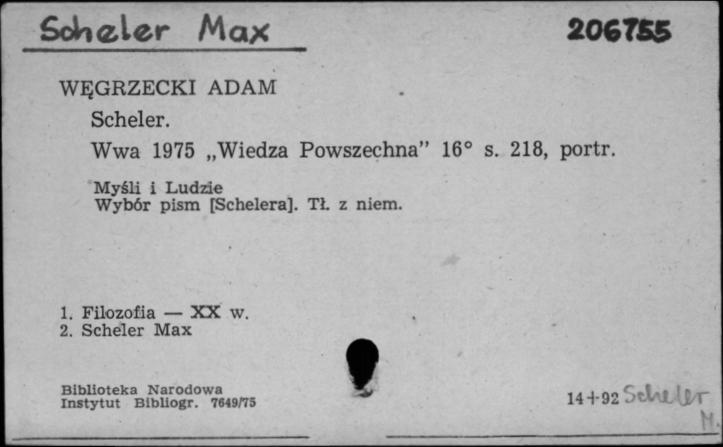 Scheler Max 206755
WĘGRZECKI ADAM
Scheler.
Wwa 1975 „Wiedza Powszechna” 16° s. 218, portr.
Myśli i Ludzie
Wybór pism [Schelera]. Tł. z niem.
1. Filozofia — XX w.
2. Scheler Max
Biblioteka Narodowa
Instytut Bibliogr. 7649/75
14+92 Scheler
M.